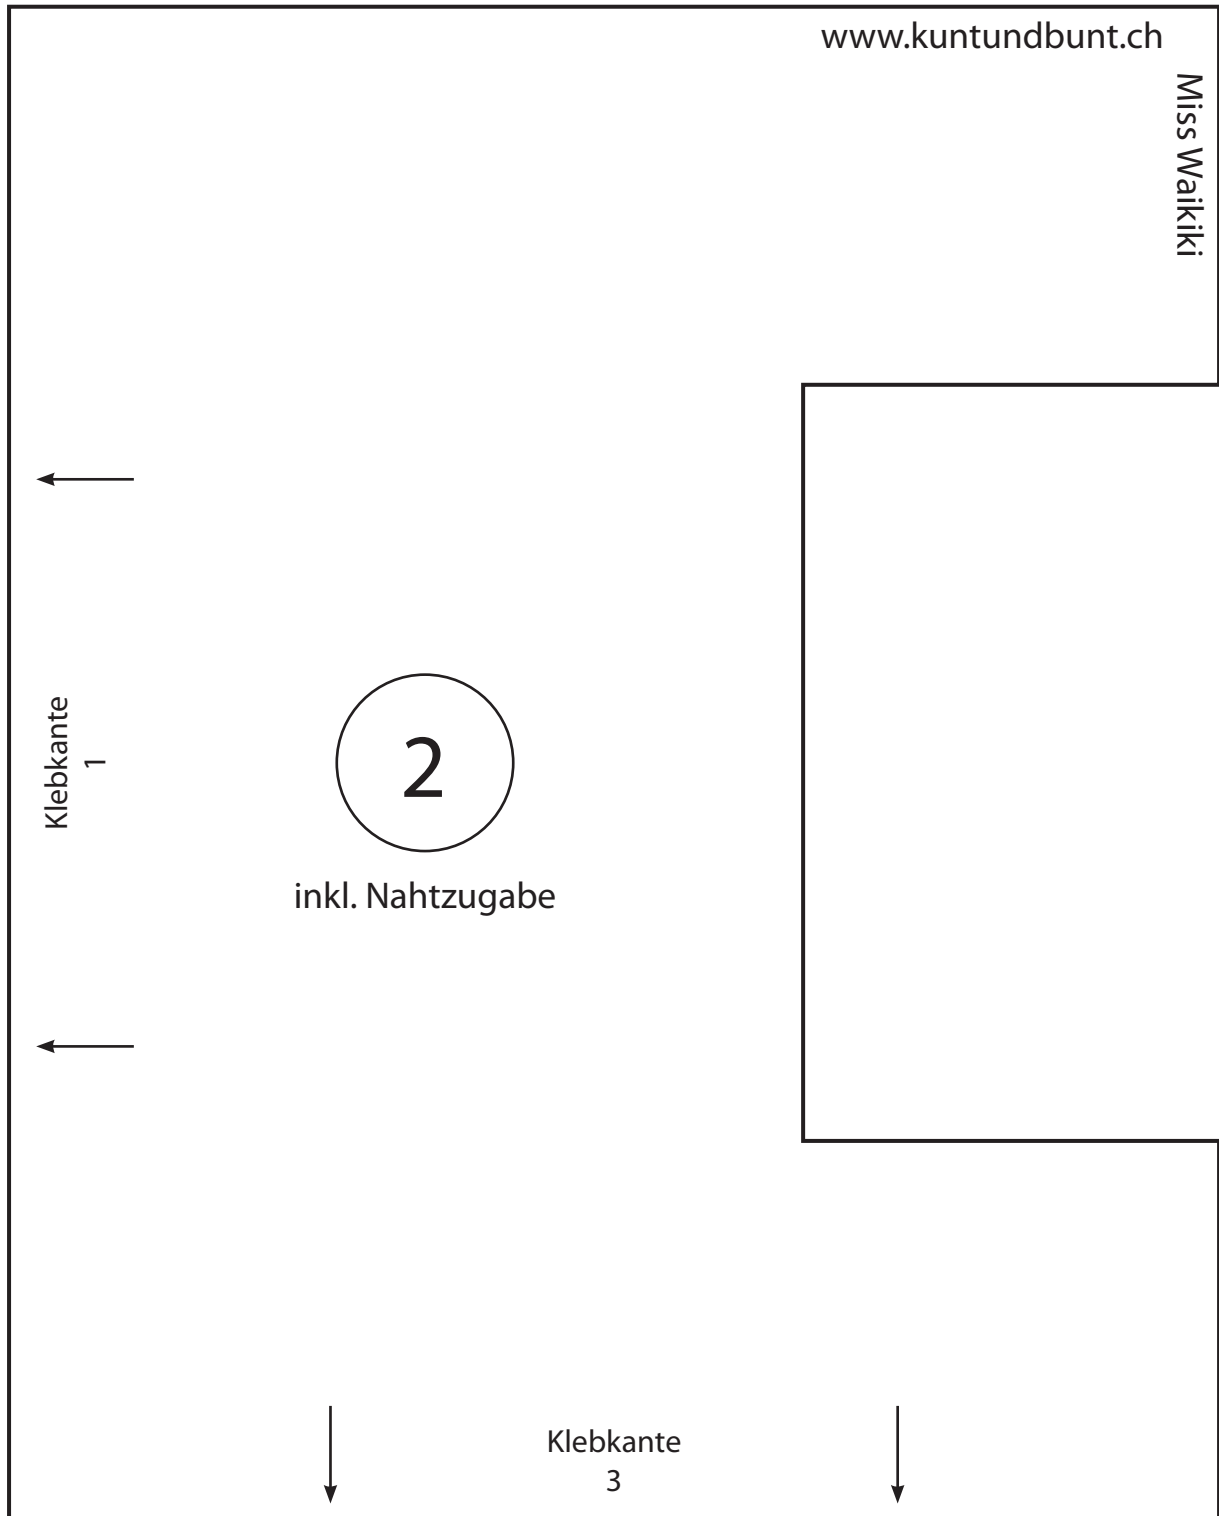 www.kuntundbunt.ch
Miss Waikiki
Klebkante
1
2
inkl. Nahtzugabe
Klebkante
3